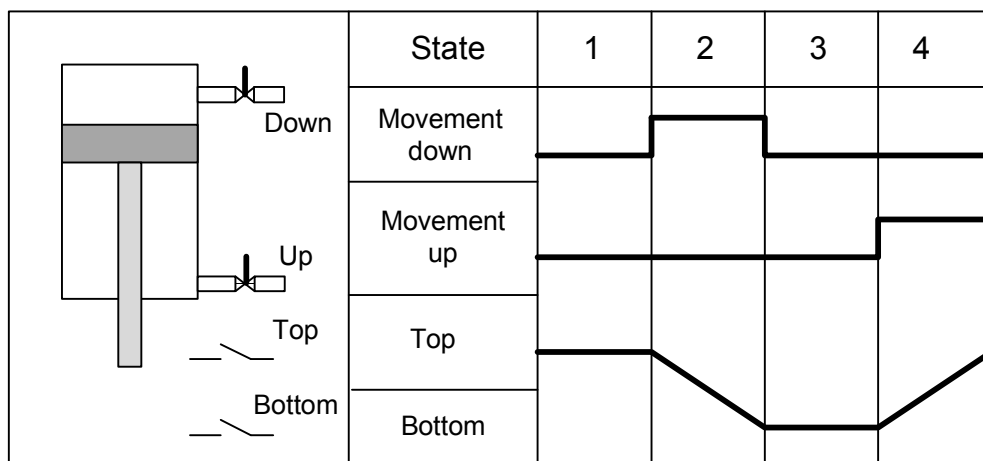 State 1 2 3 4
Down
Movement
down
Up
Movement
up
Top
Top
Bottom
Bottom